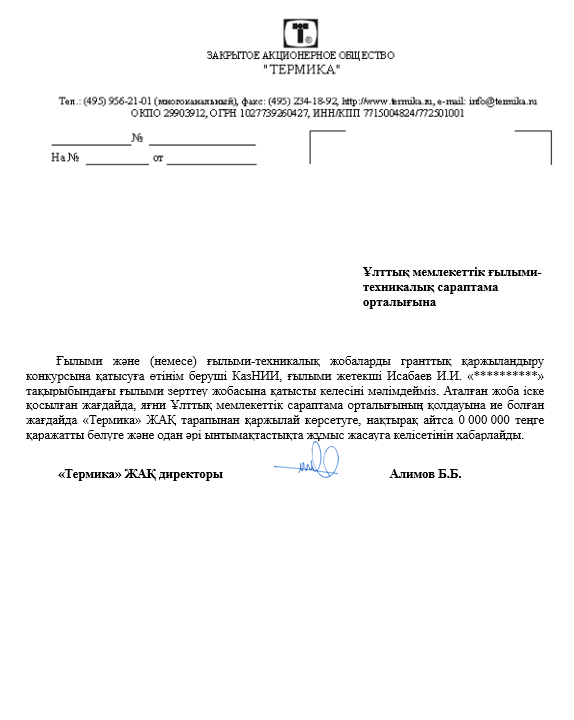 ТОП
Т®
ЗАКРЫТОЕ АКЦИОНЕРНОЕ ОБЩЕСТВО
"ТЕРМИКА"
Тел.: (495) 956-21-01 (многоканальный), факс: (495) 234-18-92, http://www.termika.ru, e-mail: info@termika.ru
ОКПО 29903912, ОГРН 1027739260427, ИНН/КПП 7715004824/772501001
____________№ ________________
На № __________ от ______________
Ұлттық мемлекеттік ғылыми-
техникалық сараптама
орталығына
Ғылыми және (немесе) ғылыми-техникалық жобаларды гранттық қаржыландыру
конкурсына қатысуға өтінім беруші КазНИИ, ғылыми жетекші Исабаев И.И. «**********»
тақырыбындағы ғылыми зерттеу жобасына қатысты келесіні мәлімдейміз. Аталған жоба іске
қосылған жағдайда, яғни Ұлттық мемлекеттік сараптама орталығының қолдауына ие болған
жағдайда «Термика» ЖАҚ тарапынан қаржылай көрсетуге, нақтырақ айтса 0 000 000 теңге
қаражатты бөлуге және одан әрі ынтымақтастықта жұмыс жасауга келісетінін хабарлайды.
«Термика» ЖАҚ директоры Алимов Б.Б.